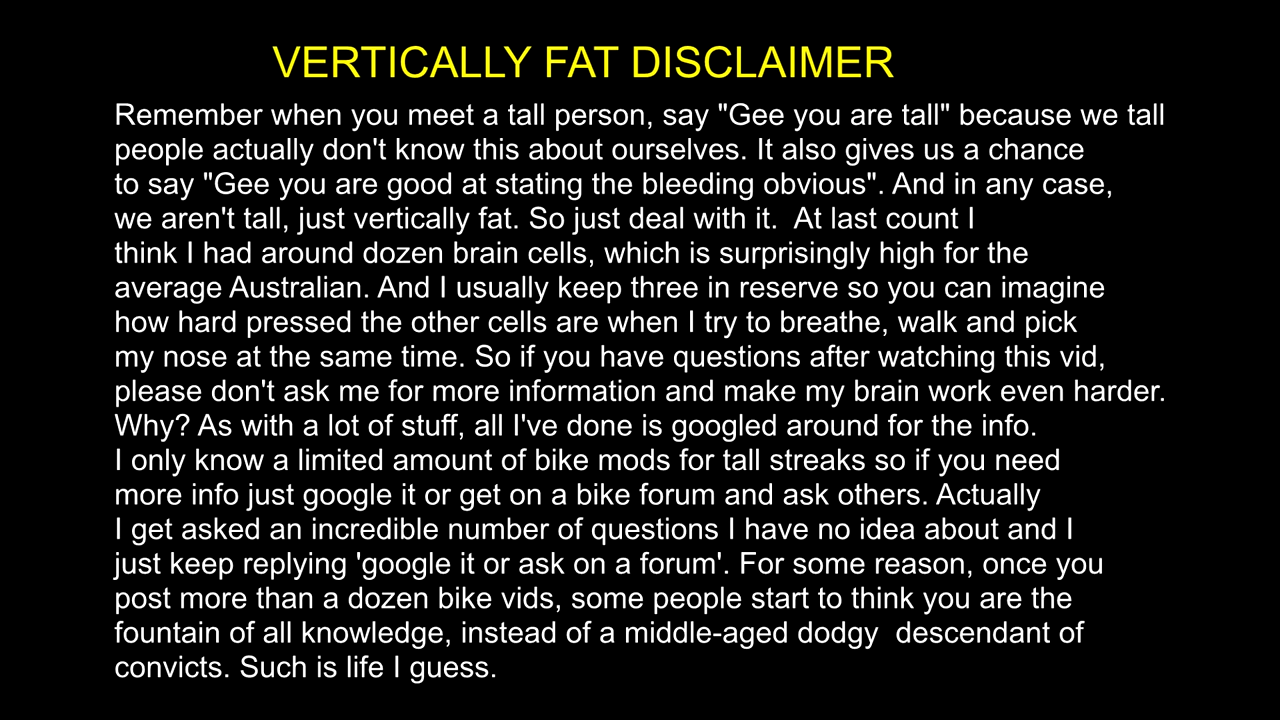 VERTICALLY FAT DISCLAIMER
Remember when you meet a tall person, say "Gee you are tall" because we tall
people actually don't know this about ourselves. It also gives us a chance
to say "Gee you are good at stating the bleeding obvious". And in any case,
we aren't tall, just vertically fat. So just deal with it.  At last count I
think I had around dozen brain cells, which is surprisingly high for the
average Australian. And I usually keep three in reserve so you can imagine
how hard pressed the other cells are when I try to breathe, walk and pick
my nose at the same time. So if you have questions after watching this vid,
please don't ask me for more information and make my brain work even harder.
Why? As with a lot of stuff, all I've done is googled around for the info.
I only know a limited amount of bike mods for tall streaks so if you need
more info just google it or get on a bike forum and ask others. Actually
I get asked an incredible number of questions I have no idea about and I
just keep replying 'google it or ask on a forum'. For some reason, once you
post more than a dozen bike vids, some people start to think you are the
fountain of all knowledge, instead of a middle-aged dodgy  descendant of
convicts. Such is life I guess.